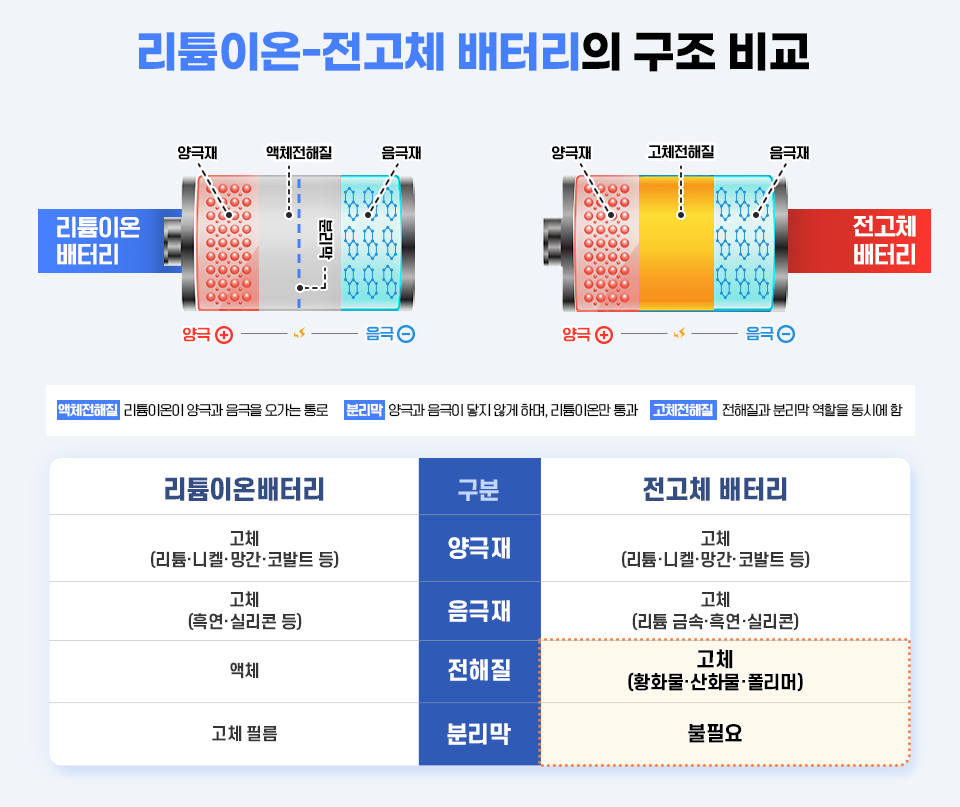 리튬이온-전고체 배터리의 구조 비교
양극재
액체전해질
음극재
리튬이온
배터리
분리막
양극 +
음극 −
양극재
고체전해질
음극재
전고체
배터리
양극 +
음극 −
액체전해질 리튬이온이 양극과 음극을 오가는 통로 분리막 양극과 음극이 닿지 않게 하며, 리튬이온만 통과 고체전해질 전해질과 분리막 역할을 동시에 함
리튬이온배터리 구분 전고체 배터리
고체
(리튬·니켈·망간·코발트 등)
양극재
고체
(리튬·니켈·망간·코발트 등)
고체
(흑연·실리콘 등)
음극재
고체
(리튬 금속·흑연·실리콘)
액체
전해질
고체
(황화물·산화물·폴리머)
고체 필름 분리막 불필요